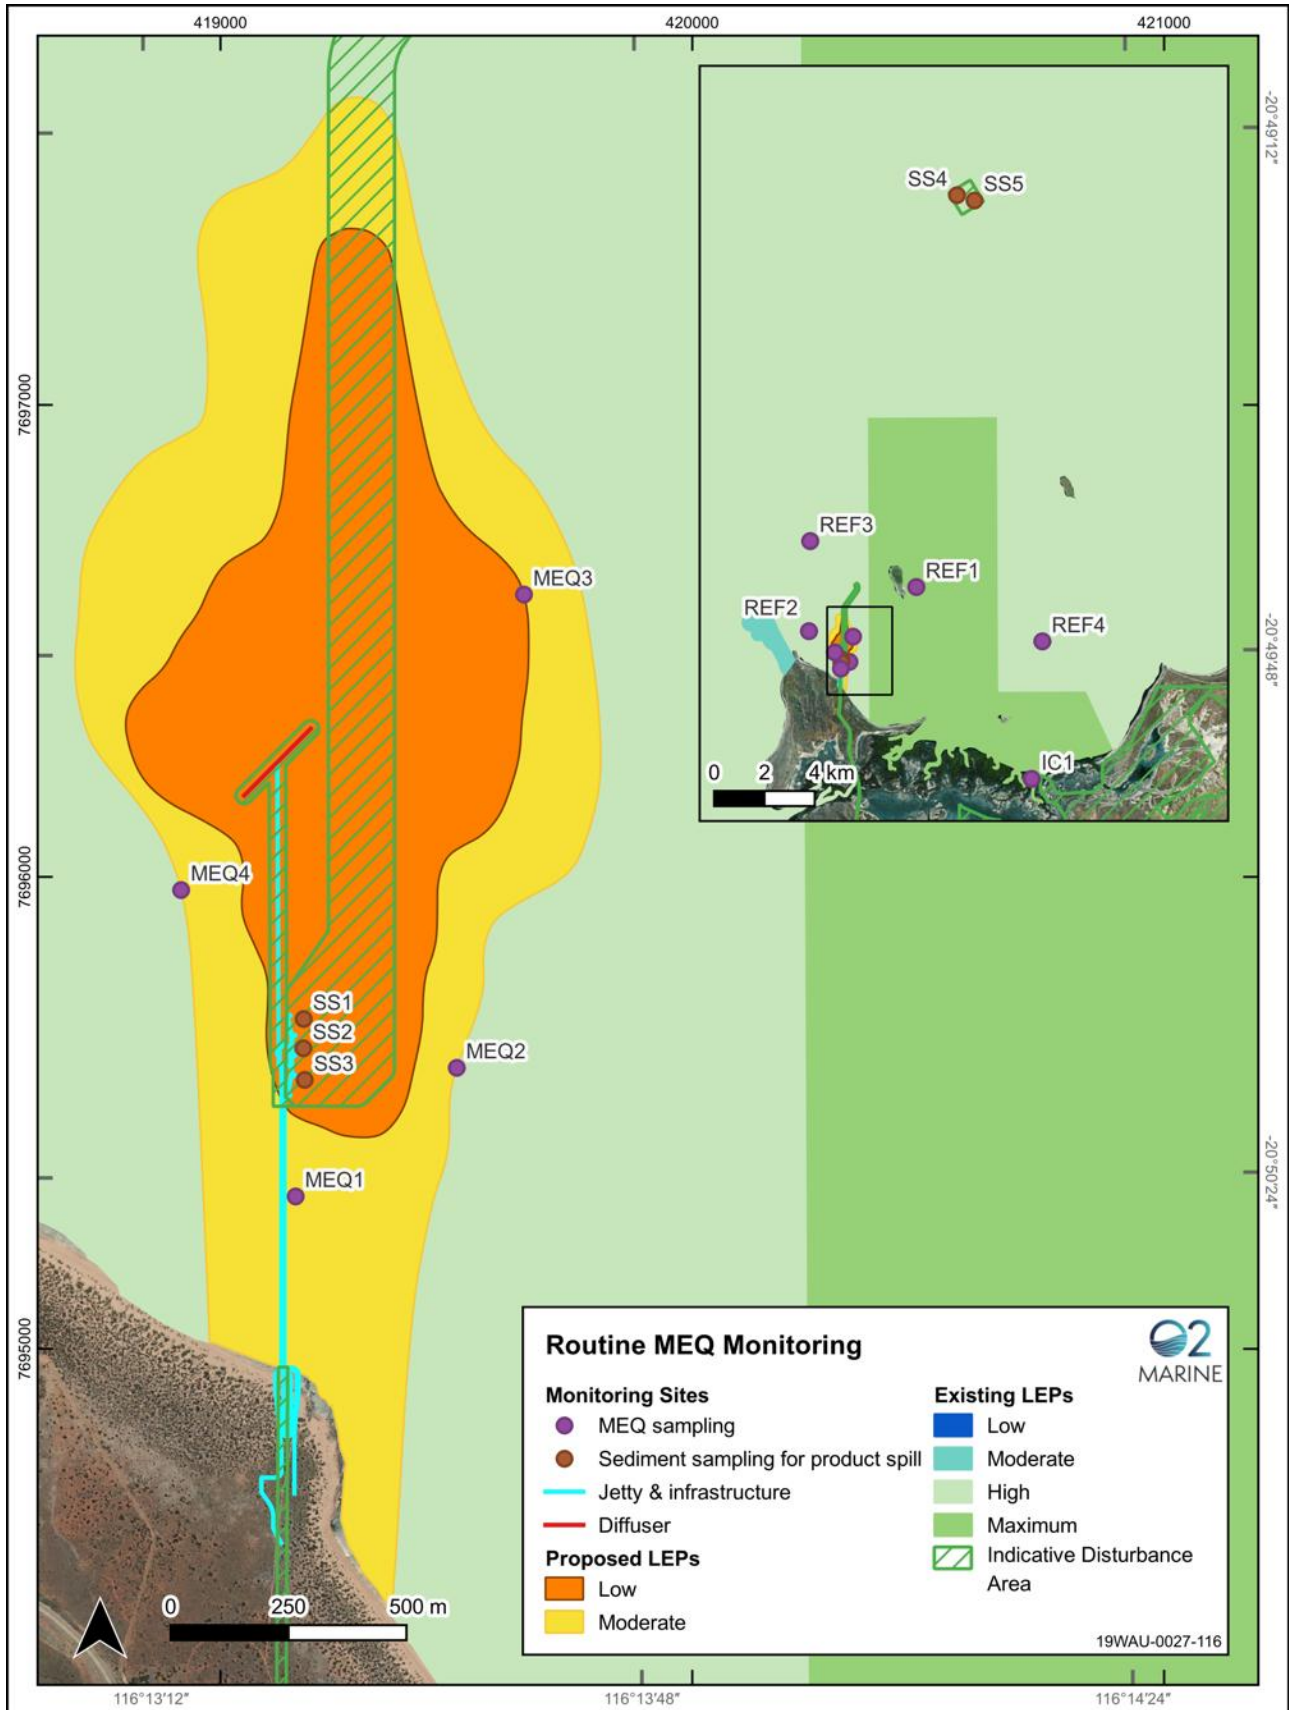 419000
420000
421000
-20°49'12"
SS4
SS5
7697000
REF3
REF1
MEQ3
REF2
REF4
-20°49'48"
IC1
0 2 4 km
MEQ4
7696000
SS1
SS2
SS3
MEQ2
MEQ1
-20°50'24"
7695000
Routine MEQ Monitoring
O2
MARINE
Monitoring Sites
MEQ sampling
Sediment sampling for product spill
Jetty & infrastructure
Diffuser
Proposed LEPs
Low
Moderate
Existing LEPs
Low
Moderate
High
Maximum
Indicative Disturbance
Area
19WAU-0027-116
0 250 500 m
116°13'12"
116°13'48"
116°14'24"